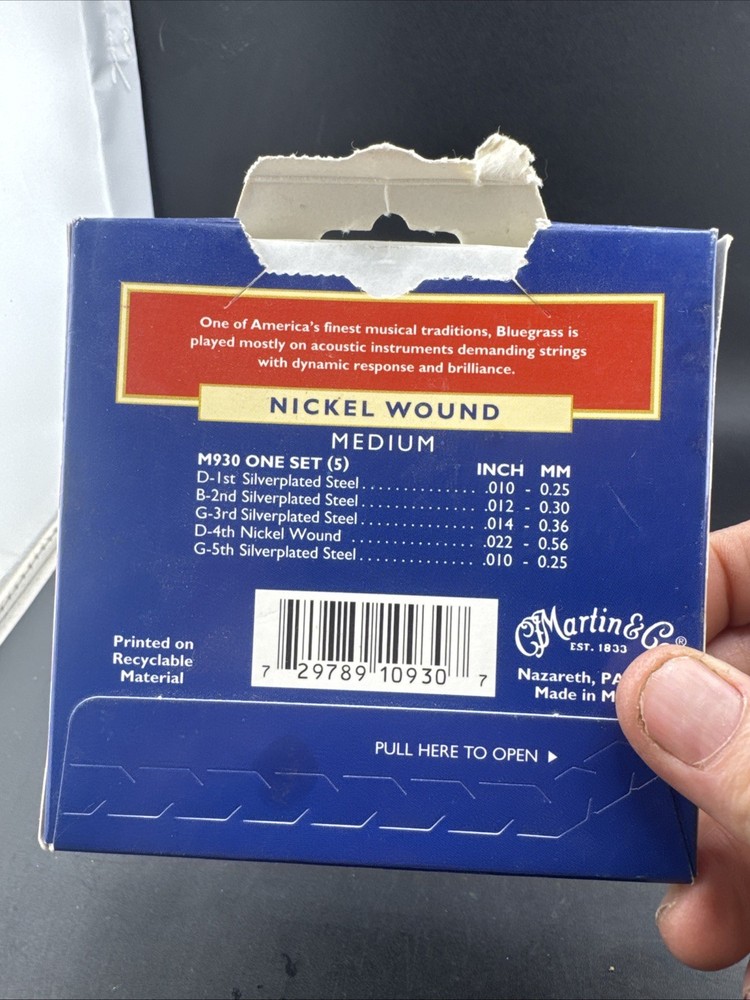 One of America's finest musical traditions, Bluegrass is
played mostly on acoustic instruments demanding strings
with dynamic response and brilliance.
NICKEL WOUND
MEDIUM
M930 ONE SET (5) INCH MM
D-1st Silverplated Steel ................ .010 - 0.25
B-2nd Silverplated Steel ................ .012 - 0.30
G-3rd Silverplated Steel ................ .014 - 0.36
D-4th Nickel Wound ................ .022 - 0.56
G-5th Silverplated Steel ................ .010 - 0.25
Printed on
Recyclable
Material
7 29789 10930 7
CF Martin & Co ®
EST. 1833
Nazareth, PA
Made in
PULL HERE TO OPEN ▶